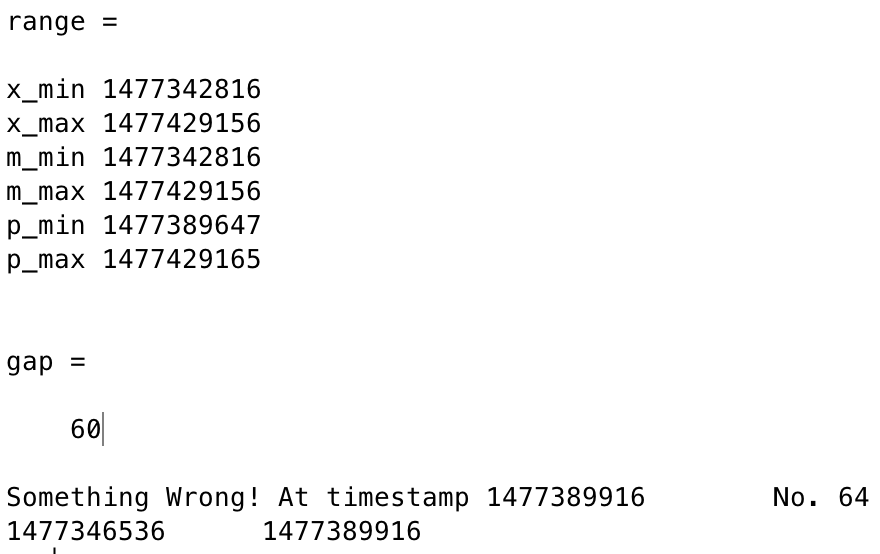 range =
x_min 1477342816
x_max 1477429156
m_min 1477342816
m_max 1477429156
p_min 1477389647
p_max 1477429165
gap =
60
Something Wrong! At timestamp 1477389916 No. 64
1477346536 1477389916